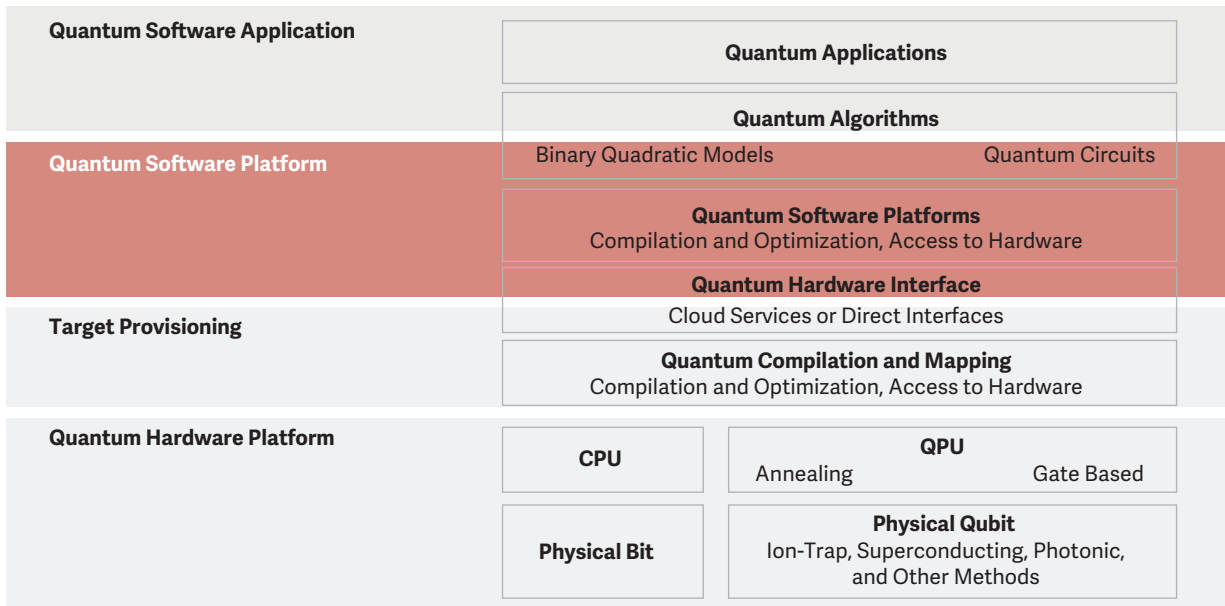 Quantum Software Application
Quantum Applications
Quantum Algorithms
Binary Quadratic Models
Quantum Circuits
Quantum Software Platform
Quantum Software Platforms
Compilation and Optimization, Access to Hardware
Quantum Hardware Interface
Cloud Services or Direct Interfaces
Target Provisioning
Quantum Compilation and Mapping
Compilation and Optimization, Access to Hardware
Quantum Hardware Platform
CPU
QPU
Annealing
Gate Based
Physical Bit
Physical Qubit
Ion-Trap, Superconducting, Photonic,
and Other Methods